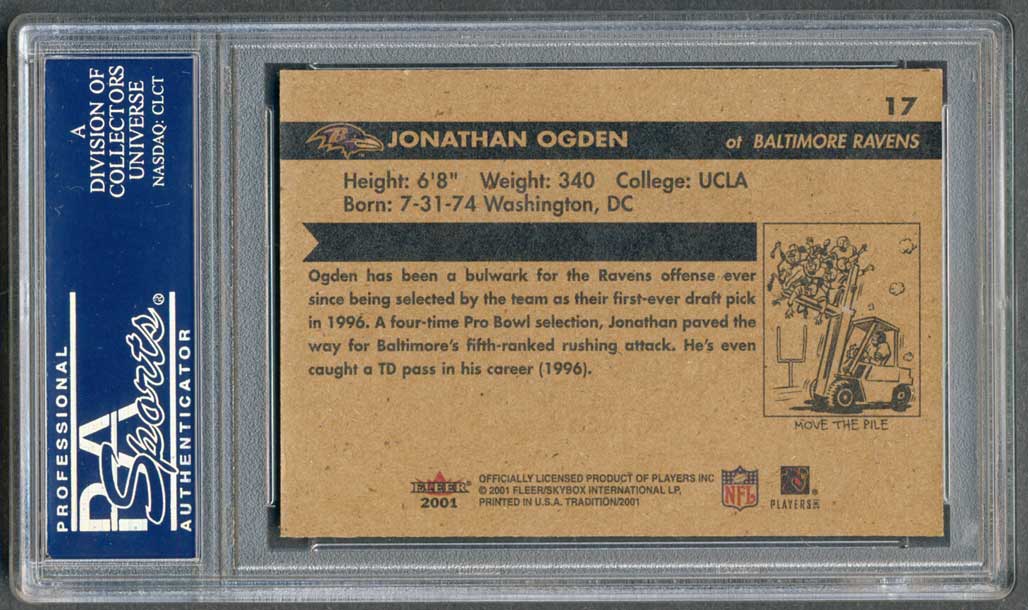 A
DIVISION OF
COLLECTORS
UNIVERSE
NASDAQ: CLCT
PROFESSIONAL
PSA
Sports®
AUTHENTICATOR
17
JONATHAN OGDEN
ot BALTIMORE RAVENS
Height: 6'8" Weight: 340 College: UCLA
Born: 7-31-74 Washington, DC
Ogden has been a bulwark for the Ravens offense ever
since being selected by the team as their first-ever draft pick
in 1996. A four-time Pro Bowl selection, Jonathan paved the
way for Baltimore's fifth-ranked rushing attack. He's even
caught a TD pass in his career (1996).
MOVE THE PILE
FLEER
2001
OFFICIALLY LICENSED PRODUCT OF PLAYERS INC
© 2001 FLEER/SKYBOX INTERNATIONAL LP,
PRINTED IN U.S.A. TRADITION/2001
NFL
PLAYERS INC